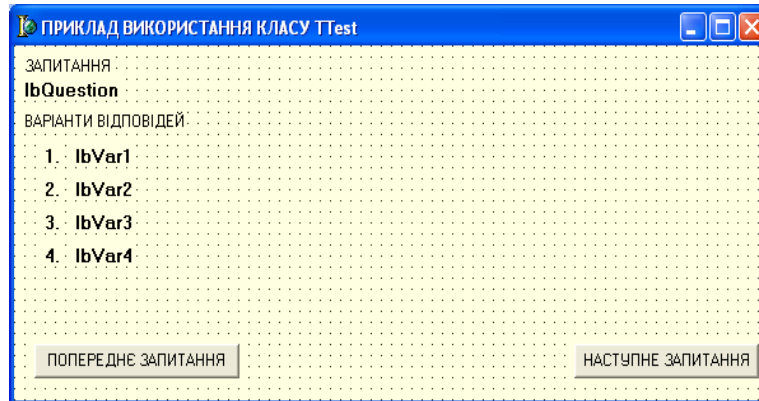 ПРИКЛАД ВИКОРИСТАННЯ КЛАСУ TTest
ЗАПИТАННЯ
lbQuestion
ВАРІАНТИ ВІДПОВІДЕЙ
1. lbVar1
2. lbVar2
3. lbVar3
4. lbVar4
ПОПЕРЕДНЄ ЗАПИТАННЯ НАСТУПНЕ ЗАПИТАННЯ